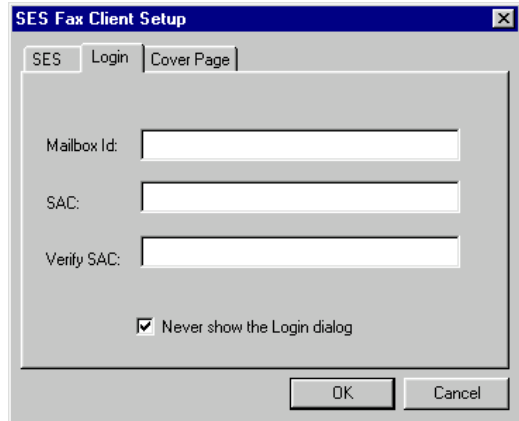 SES Fax Client Setup
SES Login Cover Page
Mailbox Id:
SAC:
Verify SAC:
Never show the Login dialog
OK Cancel